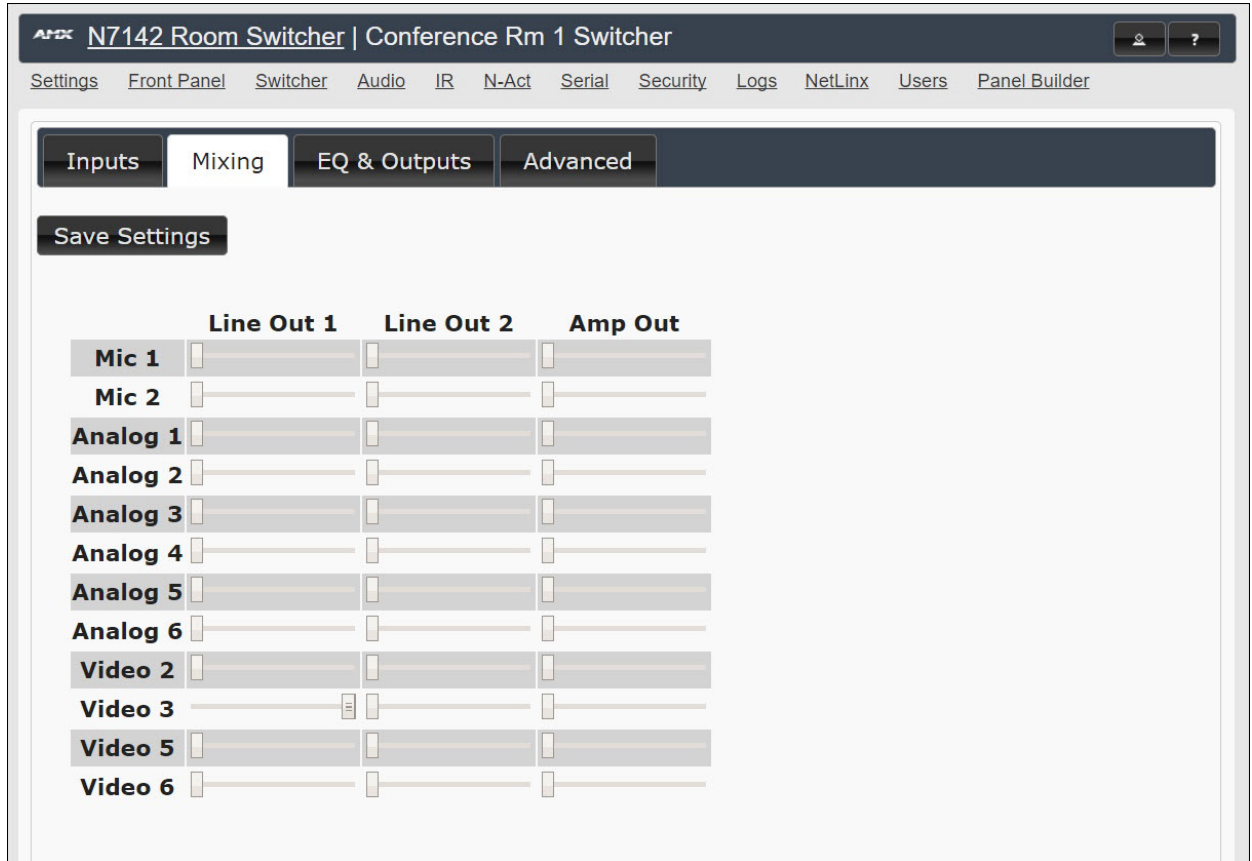 AMX N7142 Room Switcher | Conference Rm 1 Switcher ?
Settings Front Panel Switcher Audio IR N-Act Serial Security Logs NetLinx Users Panel Builder
Inputs Mixing EQ & Outputs Advanced
Save Settings
Line Out 1 Line Out 2 Amp Out
Mic 1
Mic 2
Analog 1
Analog 2
Analog 3
Analog 4
Analog 5
Analog 6
Video 2
Video 3
Video 5
Video 6